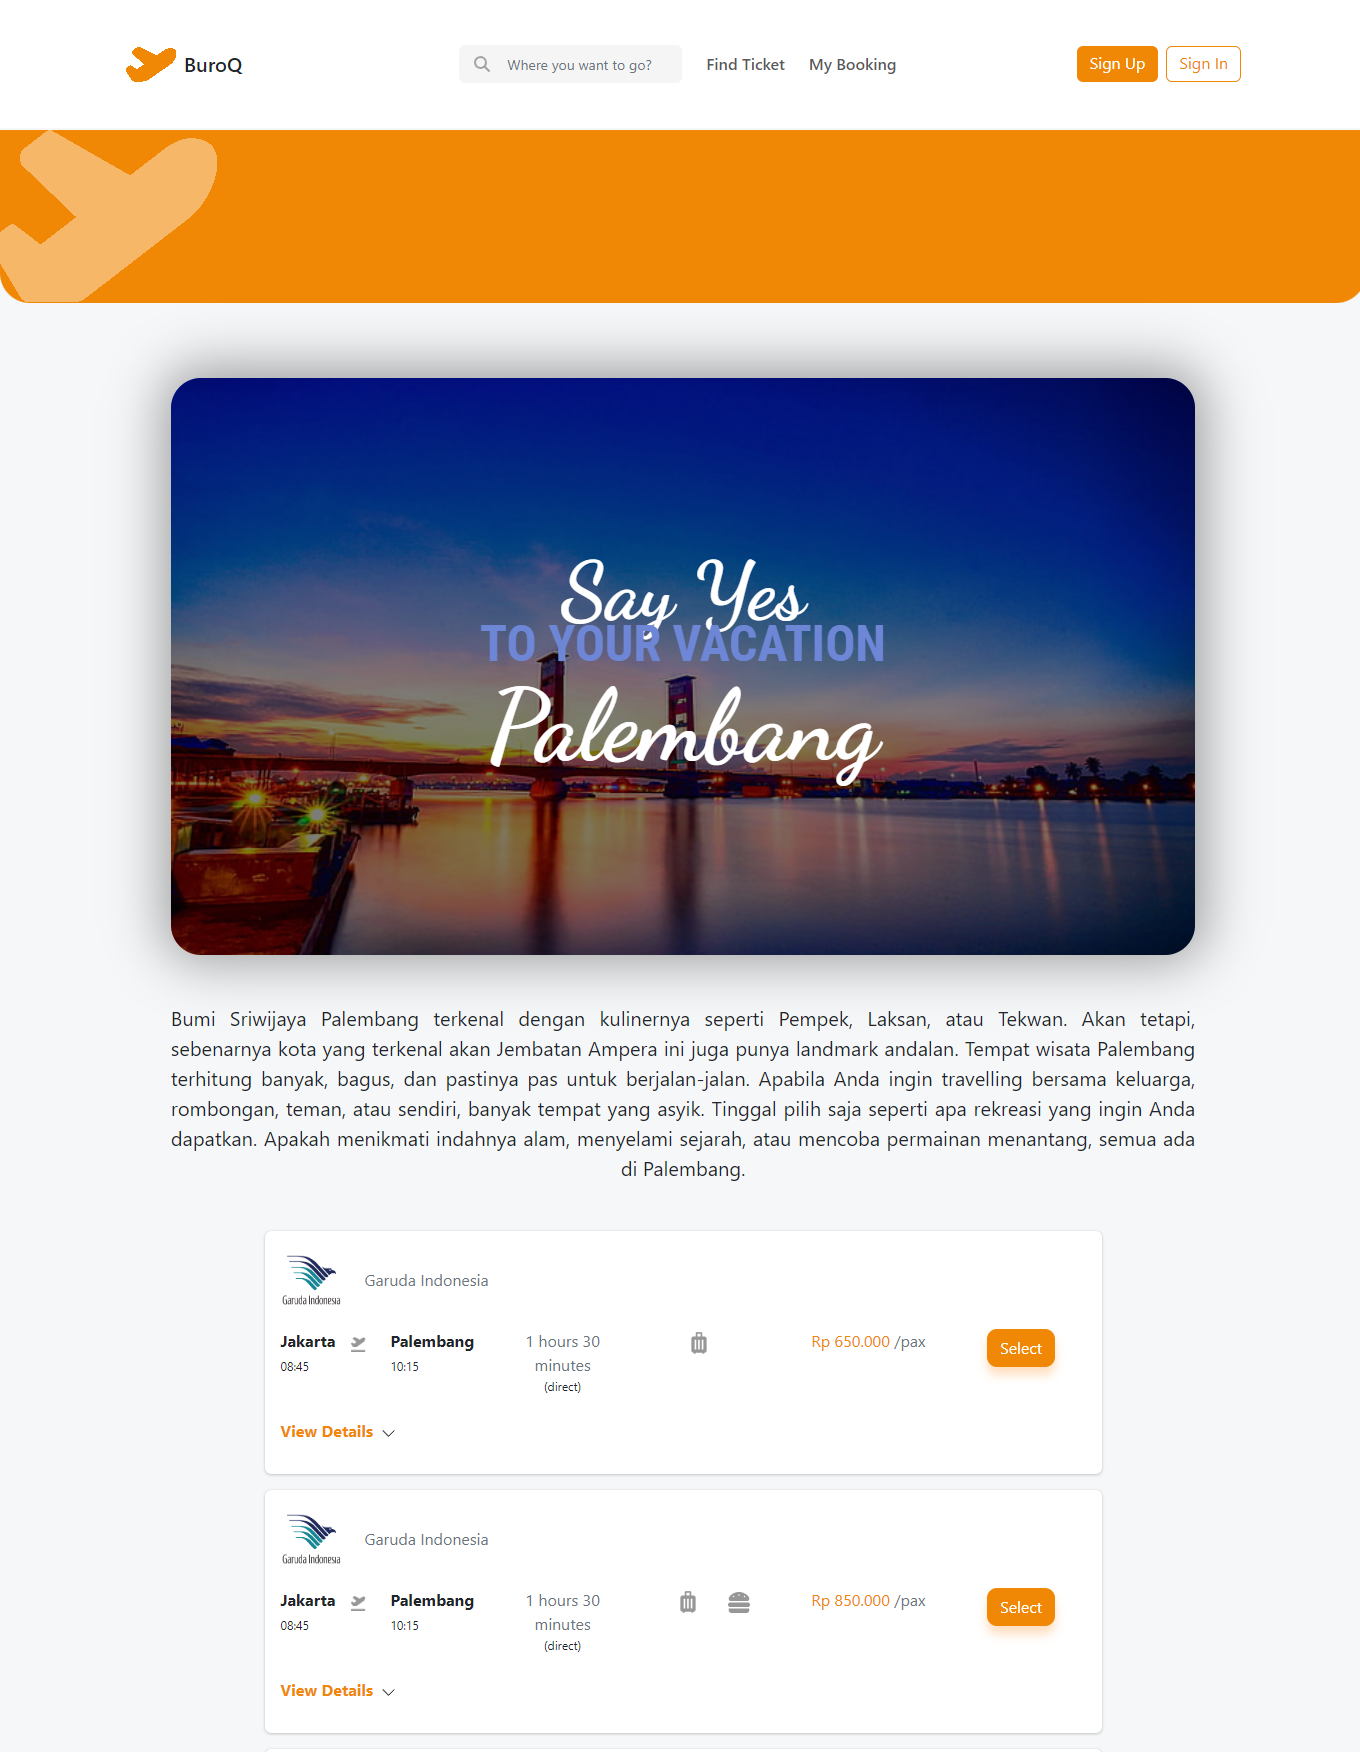 BuroQ
Where you want to go?
Find Ticket
My Booking
Sign Up
Sign In
Say Yes
TO YOUR VACATION
Palembang
Bumi Sriwijaya Palembang terkenal dengan kulinernya seperti Pempek, Laksan, atau Tekwan. Akan tetapi,
sebenarnya kota yang terkenal akan Jembatan Ampera ini juga punya landmark andalan. Tempat wisata Palembang
terhitung banyak, bagus, dan pastinya pas untuk berjalan-jalan. Apabila Anda ingin travelling bersama keluarga,
rombongan, teman, atau sendiri, banyak tempat yang asyik. Tinggal pilih saja seperti apa rekreasi yang ingin Anda
dapatkan. Apakah menikmati indahnya alam, menyelami sejarah, atau mencoba permainan menantang, semua ada
di Palembang.
Garuda Indonesia
Garuda Indonesia
Jakarta
08:45
Palembang
10:15
1 hours 30
minutes
(direct)
Rp 650.000 /pax
Select
View Details
Garuda Indonesia
Garuda Indonesia
Jakarta
08:45
Palembang
10:15
1 hours 30
minutes
(direct)
Rp 850.000 /pax
Select
View Details